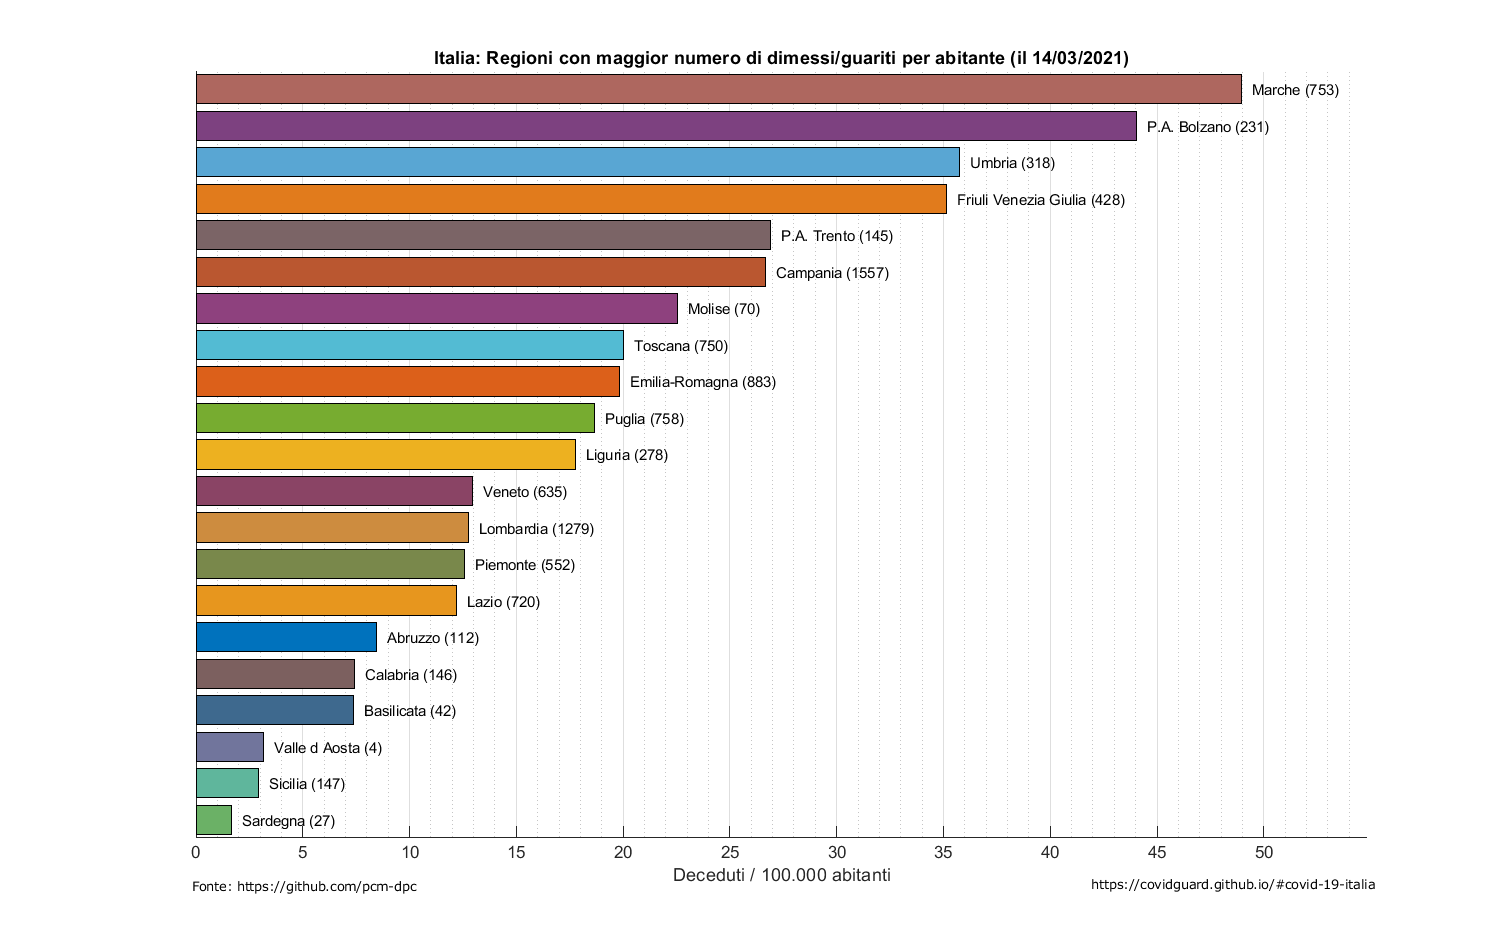 Italia: Regioni con maggior numero di dimessi/guariti per abitante (il 14/03/2021)
Marche (753)
P.A. Bolzano (231)
Umbria (318)
Friuli Venezia Giulia (428)
P.A. Trento (145)
Campania (1557)
Molise (70)
Toscana (750)
Emilia-Romagna (883)
Puglia (758)
Liguria (278)
Veneto (635)
Lombardia (1279)
Piemonte (552)
Lazio (720)
Abruzzo (112)
Calabria (146)
Basilicata (42)
Valle d Aosta (4)
Sicilia (147)
Sardegna (27)
0 5 10 15 20 25 30 35 40 45 50
Deceduti / 100.000 abitanti
Fonte: https://github.com/pcm-dpc
https://covidguard.github.io/#covid-19-italia